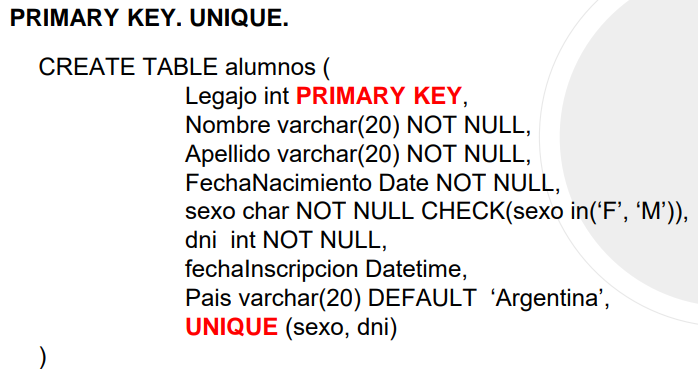 PRIMARY KEY. UNIQUE.
CREATE TABLE alumnos (
Legajo int PRIMARY KEY,
Nombre varchar(20) NOT NULL,
Apellido varchar(20) NOT NULL,
FechaNacimiento Date NOT NULL,
sexo char NOT NULL CHECK(sexo in(‘F’, ‘M’)),
dni  int NOT NULL,
fechaInscripcion Datetime,
Pais varchar(20) DEFAULT  ‘Argentina’,
UNIQUE (sexo, dni)
)